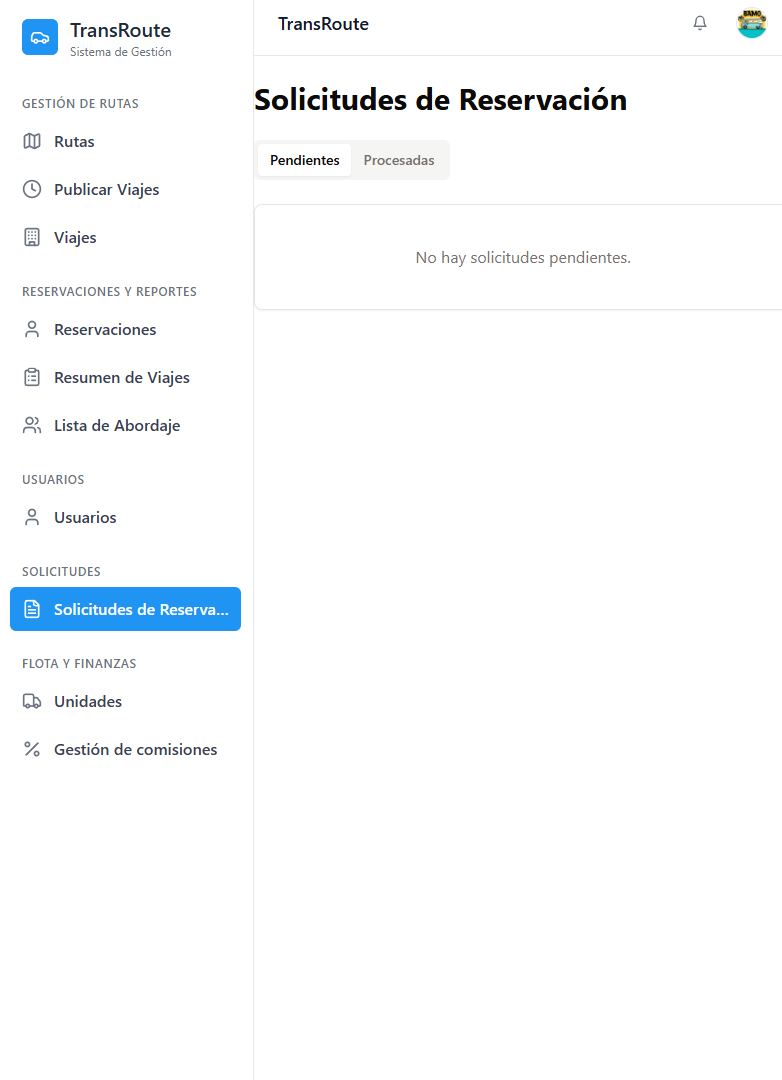 TransRoute
Sistema de Gestión
GESTIÓN DE RUTAS
Rutas
Publicar Viajes
Viajes
RESERVACIONES Y REPORTES
Reservaciones
Resumen de Viajes
Lista de Abordaje
USUARIOS
Usuarios
SOLICITUDES
Solicitudes de Reserva...
FLOTA Y FINANZAS
Unidades
Gestión de comisiones
TransRoute
Solicitudes de Reservación
Pendientes
Procesadas
No hay solicitudes pendientes.